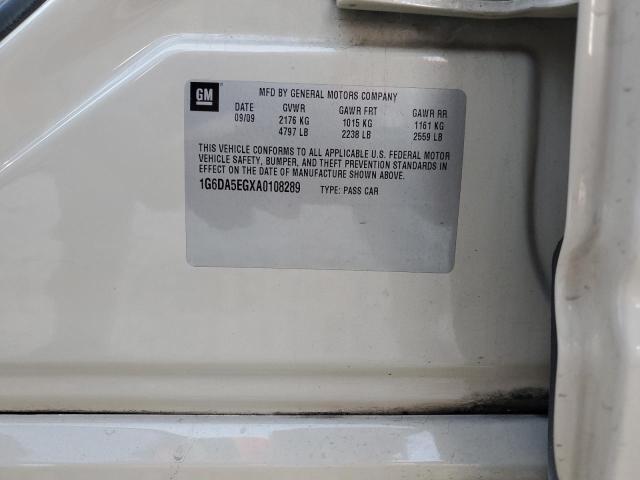 GM
MFD BY GENERAL MOTORS COMPANY
DATE GVWR GAWR FRT GAWR RR
09/09 2176 KG 1015 KG 1161 KG
4797 LB 2238 LB 2559 LB
THIS VEHICLE CONFORMS TO ALL APPLICABLE U.S. FEDERAL MOTOR
VEHICLE SAFETY, BUMPER, AND THEFT PREVENTION STANDARDS IN
EFFECT ON THE DATE OF MANUFACTURE SHOWN ABOVE.
1G6DA5EGXA0108289 TYPE: PASS CAR